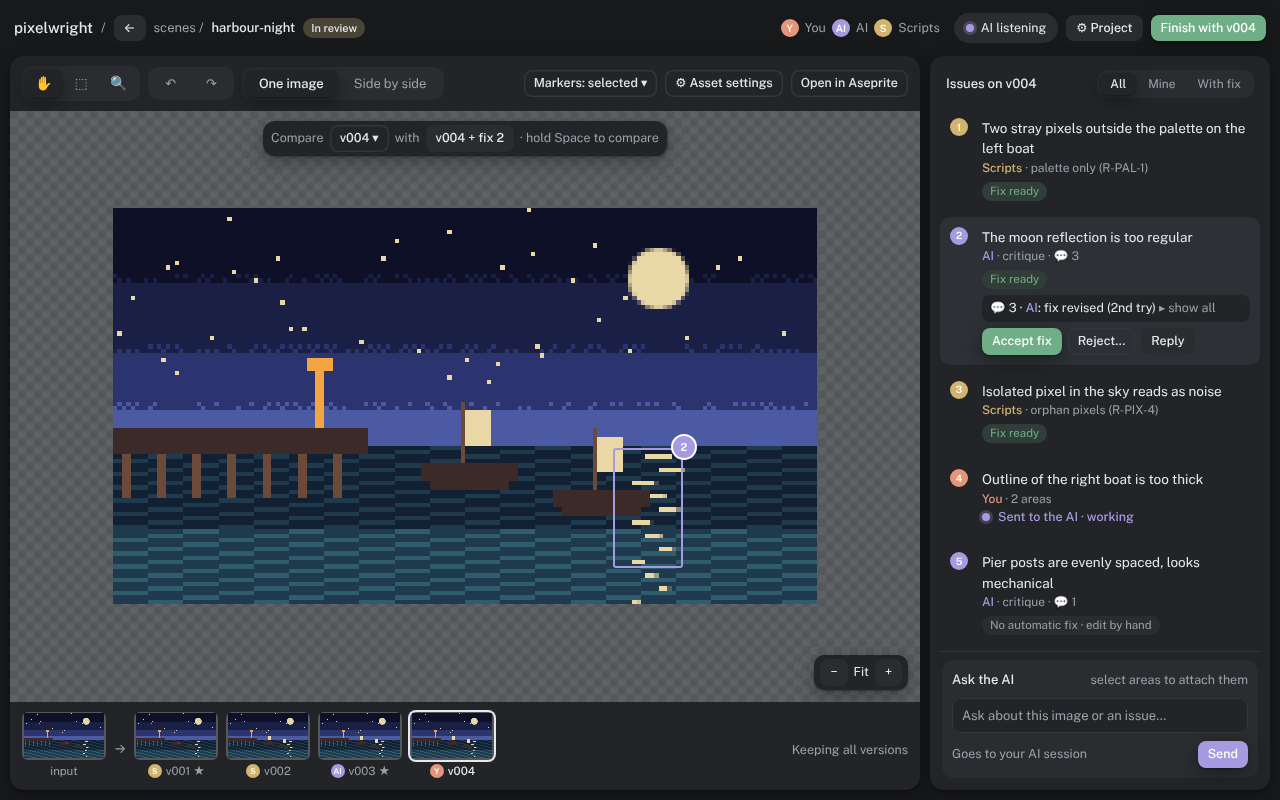 pixelwright / ← scenes / harbour-night In review
Y You AI AI S Scripts AI listening ⚙ Project Finish with v004
↶ ↷ One image Side by side Markers: selected ▾ ⚙ Asset settings Open in Aseprite
Compare v004 ▾ with v004 + fix 2 · hold Space to compare
2
− Fit +
input → S v001 ★ S v002 AI v003 ★ Y v004
Keeping all versions
Issues on v004 All Mine With fix
1 Two stray pixels outside the palette on the
left boat
Scripts · palette only (R-PAL-1)
Fix ready
2 The moon reflection is too regular
AI · critique · 💬 3
Fix ready
💬 3 · AI: fix revised (2nd try) ▸ show all
Accept fix Reject... Reply
3 Isolated pixel in the sky reads as noise
Scripts · orphan pixels (R-PIX-4)
Fix ready
4 Outline of the right boat is too thick
You · 2 areas
Sent to the AI · working
5 Pier posts are evenly spaced, looks
mechanical
AI · critique · 💬 1
No automatic fix · edit by hand
Ask the AI select areas to attach them
Ask about this image or an issue...
Goes to your AI session Send